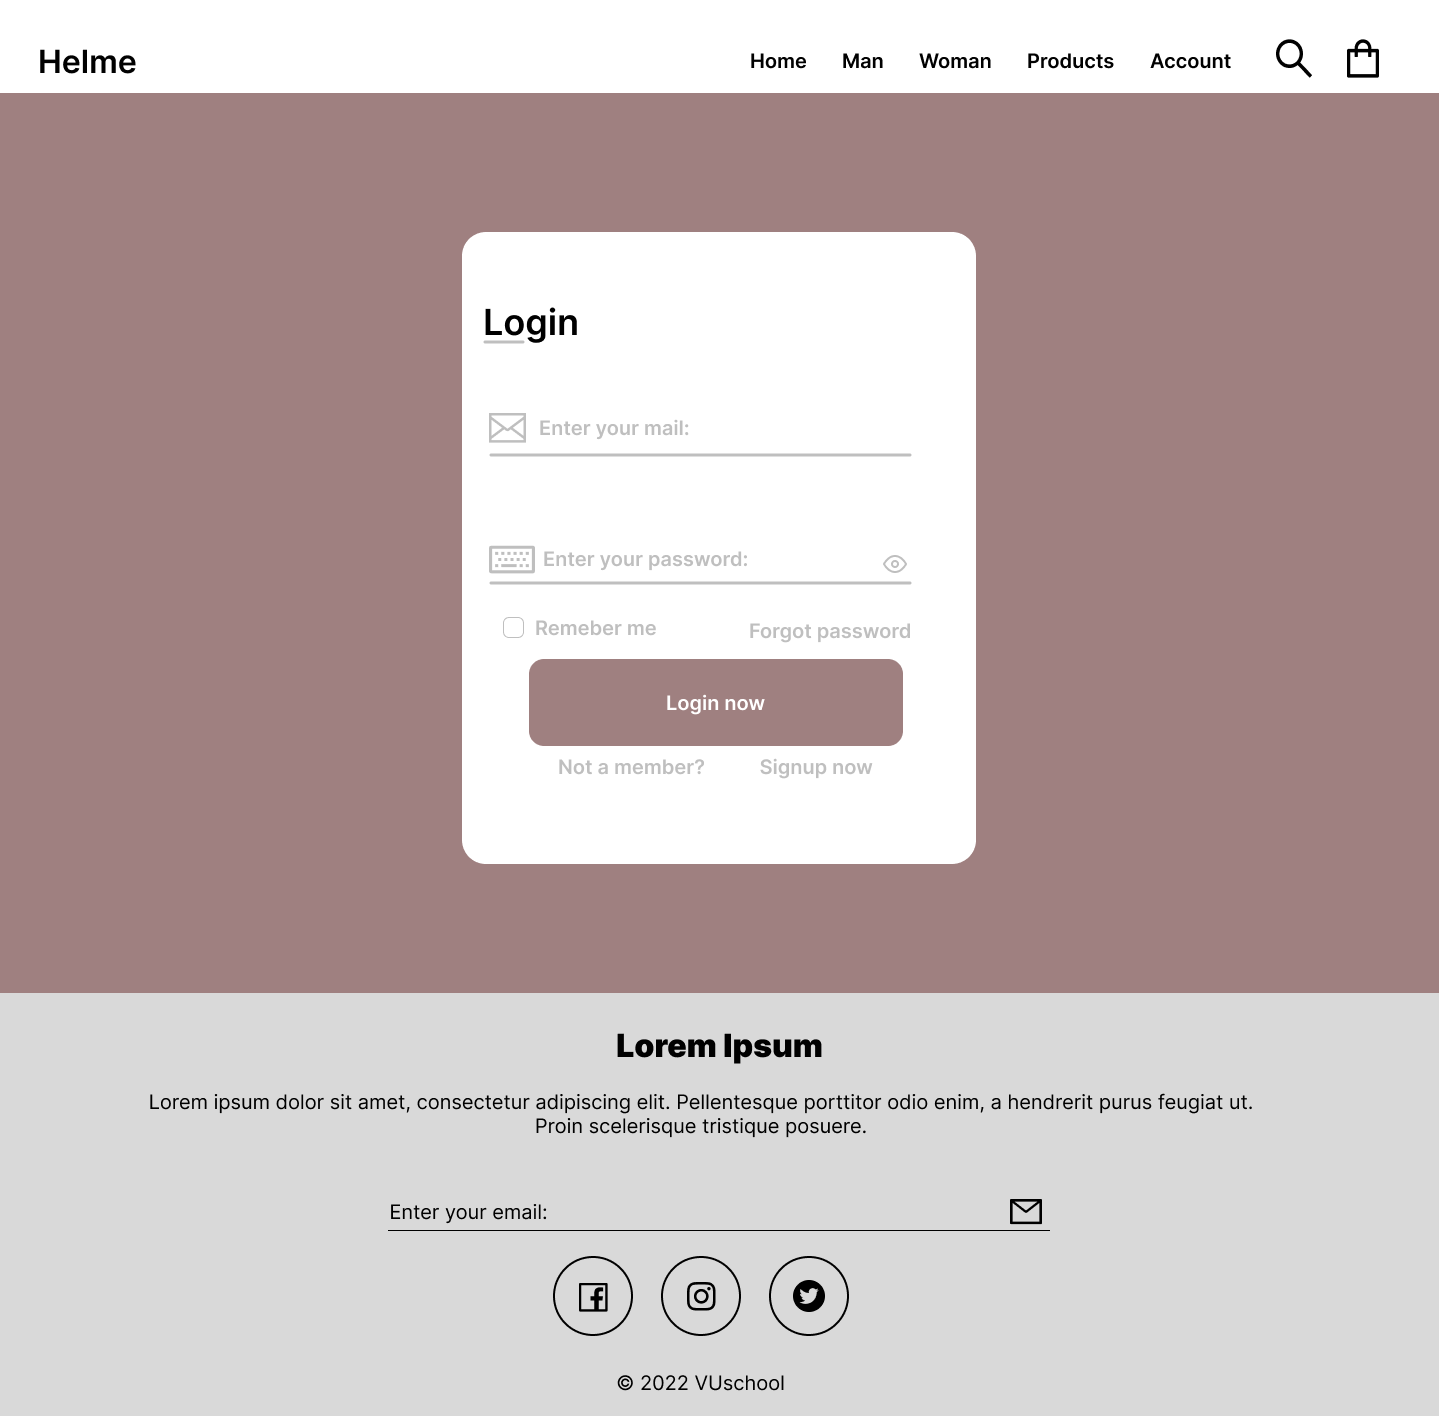 Helme
Home Man Woman Products Account
Login
Enter your mail:
Enter your password:
Remeber me
Forgot password
Login now
Not a member? Signup now
Lorem Ipsum
Lorem ipsum dolor sit amet, consectetur adipiscing elit. Pellentesque porttitor odio enim, a hendrerit purus feugiat ut.
Proin scelerisque tristique posuere.
Enter your email:
© 2022 VUschool